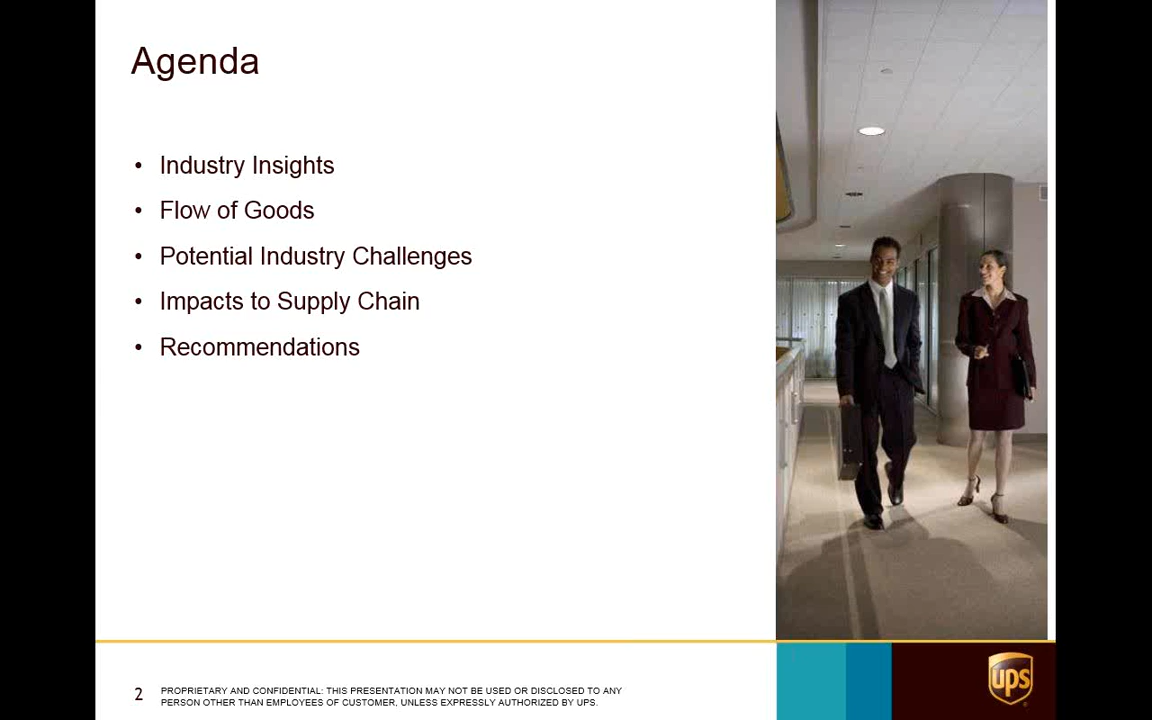 Agenda
• Industry Insights
• Flow of Goods
• Potential Industry Challenges
• Impacts to Supply Chain
• Recommendations
2
PROPRIETARY AND CONFIDENTIAL: THIS PRESENTATION MAY NOT BE USED OR DISCLOSED TO ANY
PERSON OTHER THAN EMPLOYEES OF CUSTOMER, UNLESS EXPRESSLY AUTHORIZED BY UPS.
ups